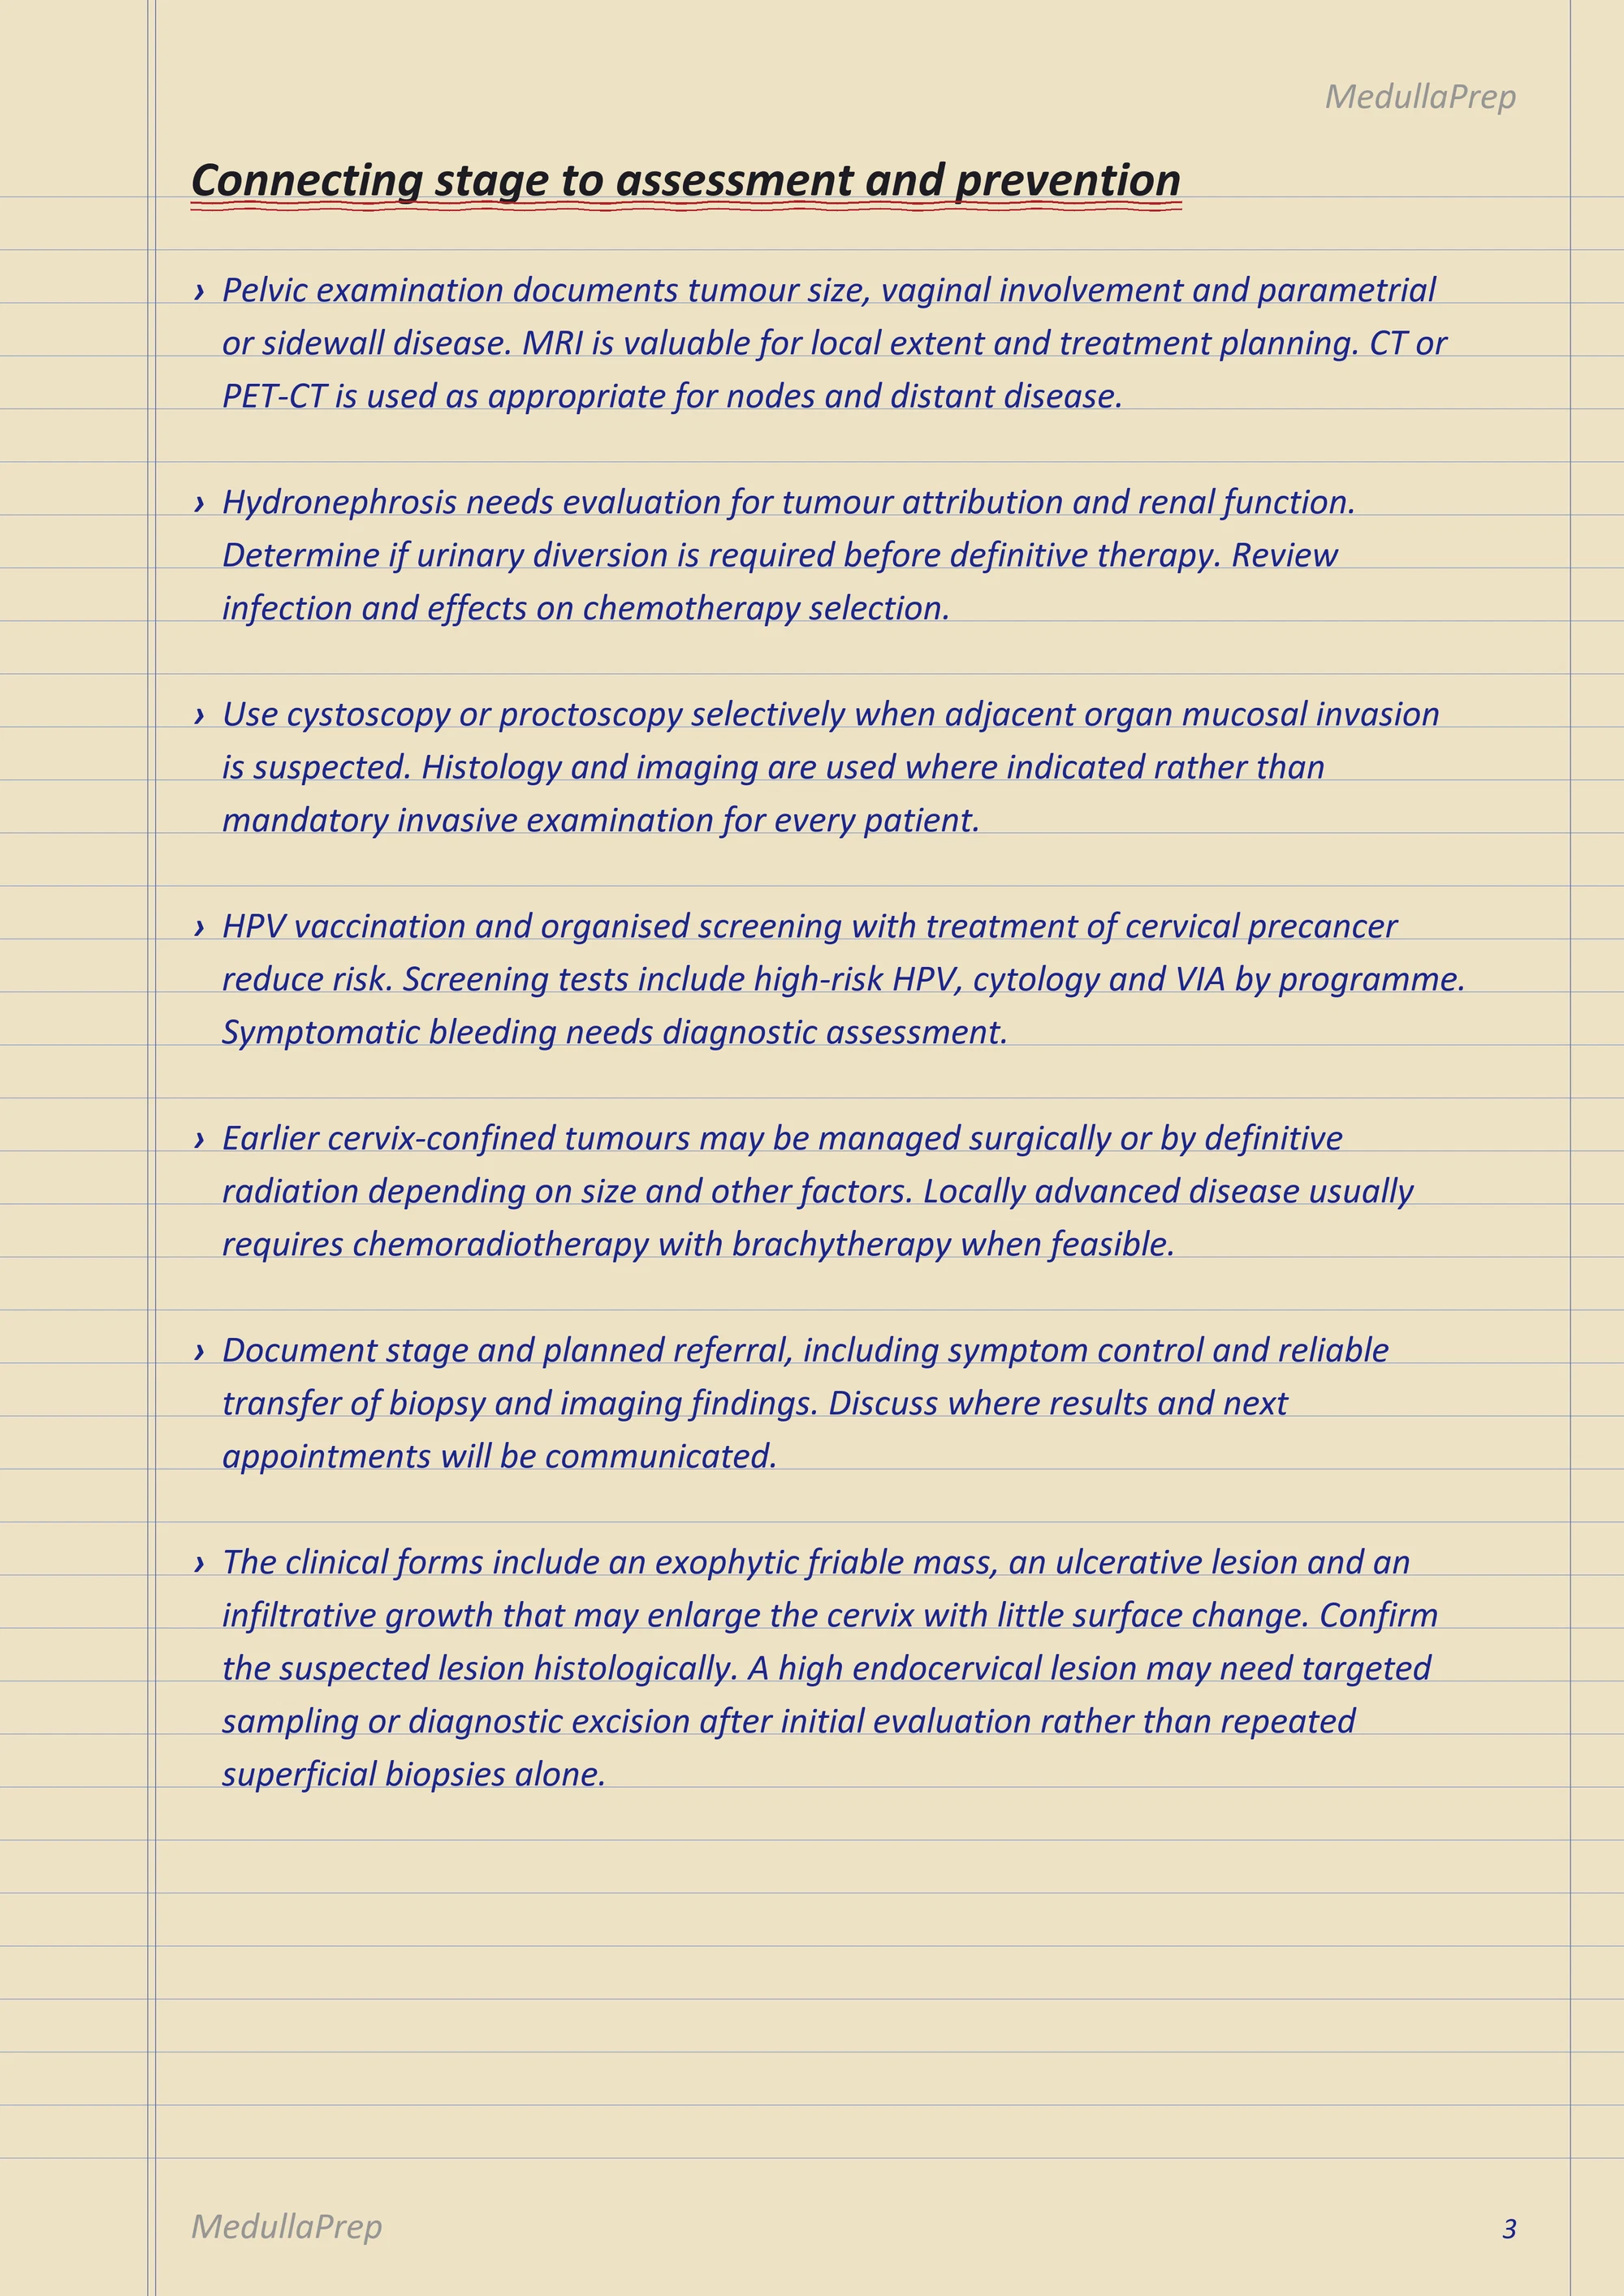 MedullaPrep
Connecting stage to assessment and prevention
› Pelvic examination documents tumour size, vaginal involvement and parametrial
or sidewall disease. MRI is valuable for local extent and treatment planning. CT or
PET-CT is used as appropriate for nodes and distant disease.
› Hydronephrosis needs evaluation for tumour attribution and renal function.
Determine if urinary diversion is required before definitive therapy. Review
infection and effects on chemotherapy selection.
› Use cystoscopy or proctoscopy selectively when adjacent organ mucosal invasion
is suspected. Histology and imaging are used where indicated rather than
mandatory invasive examination for every patient.
› HPV vaccination and organised screening with treatment of cervical precancer
reduce risk. Screening tests include high-risk HPV, cytology and VIA by programme.
Symptomatic bleeding needs diagnostic assessment.
› Earlier cervix-confined tumours may be managed surgically or by definitive
radiation depending on size and other factors. Locally advanced disease usually
requires chemoradiotherapy with brachytherapy when feasible.
› Document stage and planned referral, including symptom control and reliable
transfer of biopsy and imaging findings. Discuss where results and next
appointments will be communicated.
› The clinical forms include an exophytic friable mass, an ulcerative lesion and an
infiltrative growth that may enlarge the cervix with little surface change. Confirm
the suspected lesion histologically. A high endocervical lesion may need targeted
sampling or diagnostic excision after initial evaluation rather than repeated
superficial biopsies alone.
MedullaPrep
3